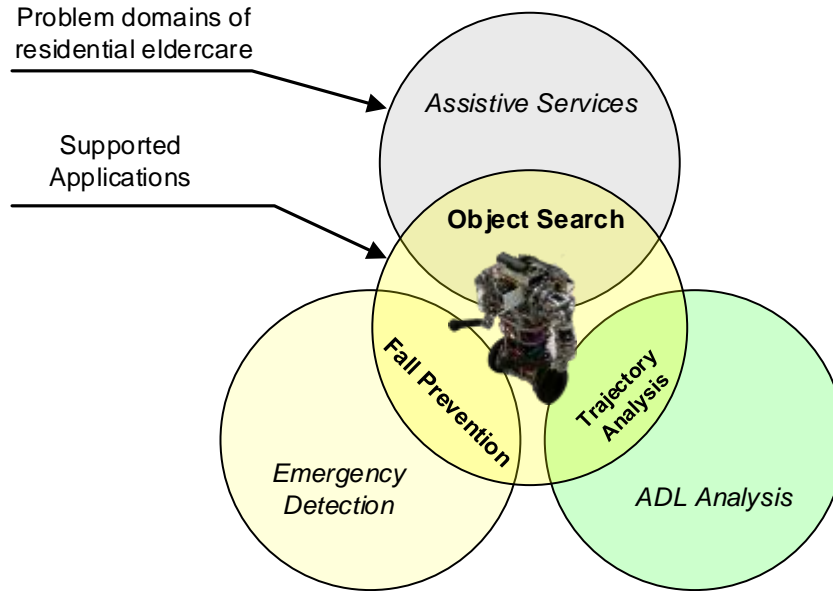 Problem domains of
residential eldercare
Supported
Applications
Assistive Services
Object Search
Fall Prevention
Trajectory
Analysis
Emergency
Detection
ADL Analysis